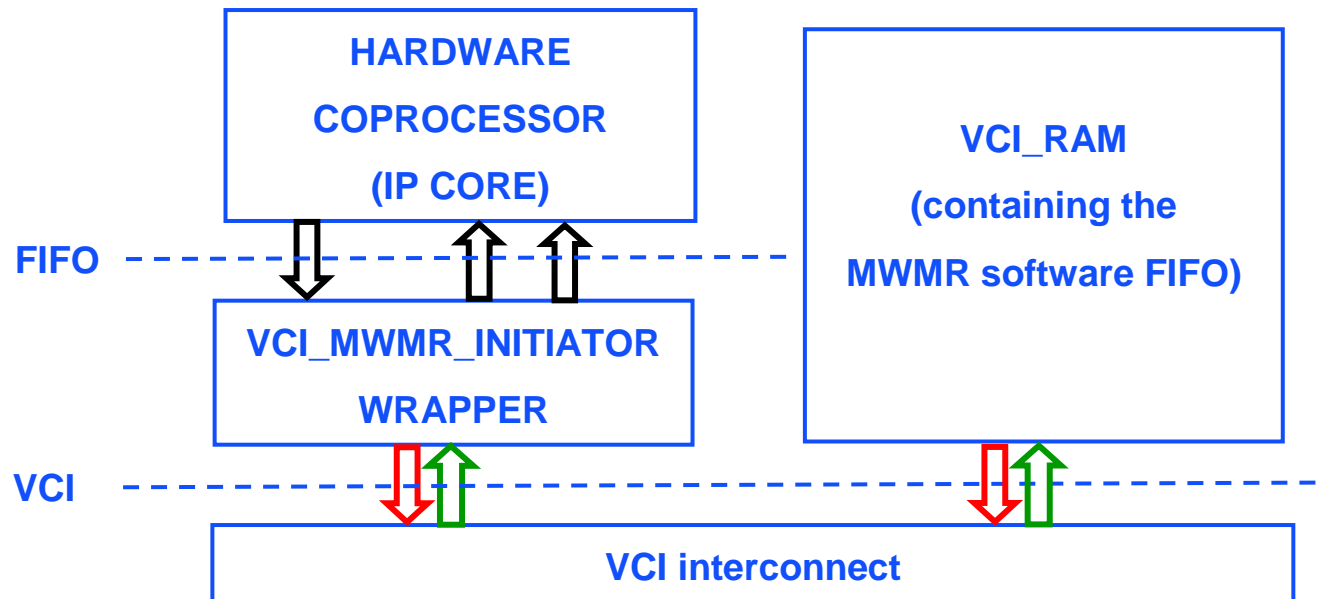 HARDWARE
COPROCESSOR
(IP CORE)
VCI_RAM
(containing the
MWMR software FIFO)
FIFO
VCI_MWMR_INITIATOR
WRAPPER
VCI
VCI interconnect